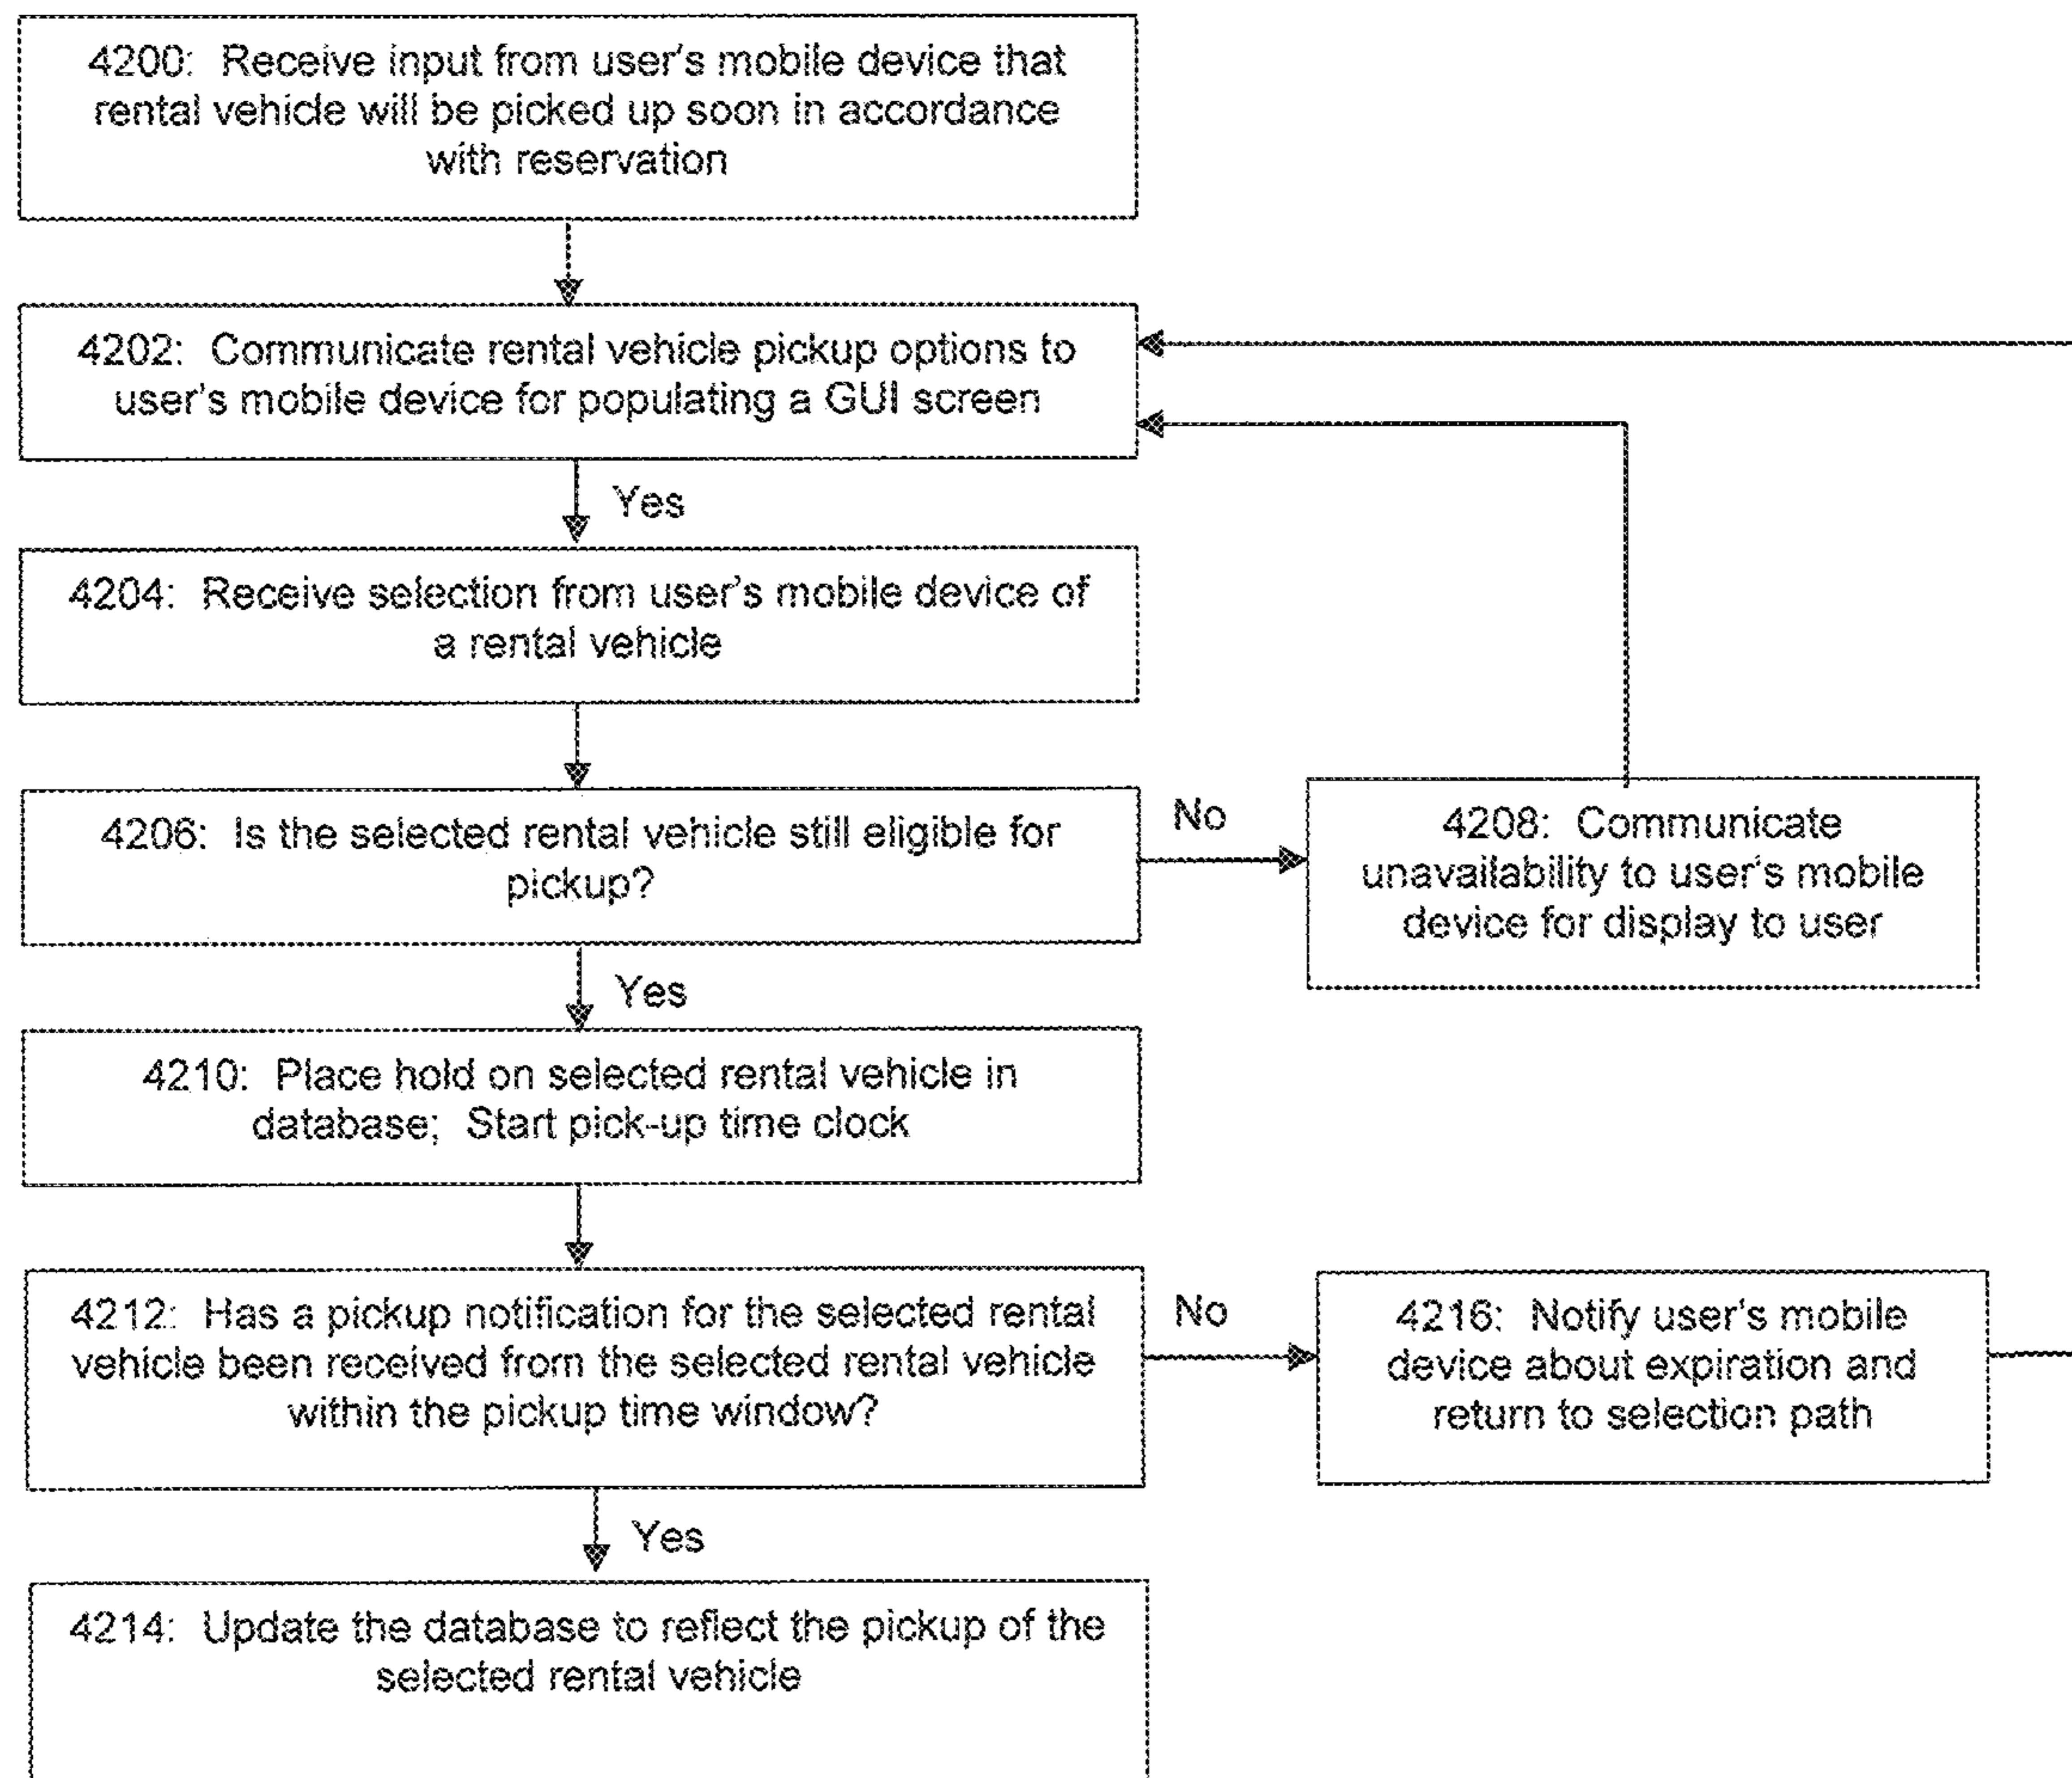 4200: Receive input from user's mobile device that
rental vehicle will be picked up soon in accordance
with reservation
4202: Communicate rental vehicle pickup options to
user's mobile device for populating a GUI screen
Yes
4204: Receive selection from user's mobile device of
a rental vehicle
4206: Is the selected rental vehicle still eligible for
pickup?
No
4208: Communicate
unavailability to user's mobile
device for display to user
Yes
4210: Place hold on selected rental vehicle in
database; Start pick-up time clock
4212: Has a pickup notification for the selected rental
vehicle been received from the selected rental vehicle
within the pickup time window?
No
4216: Notify user's mobile
device about expiration and
return to selection path
Yes
4214: Update the database to reflect the pickup of the
selected rental vehicle